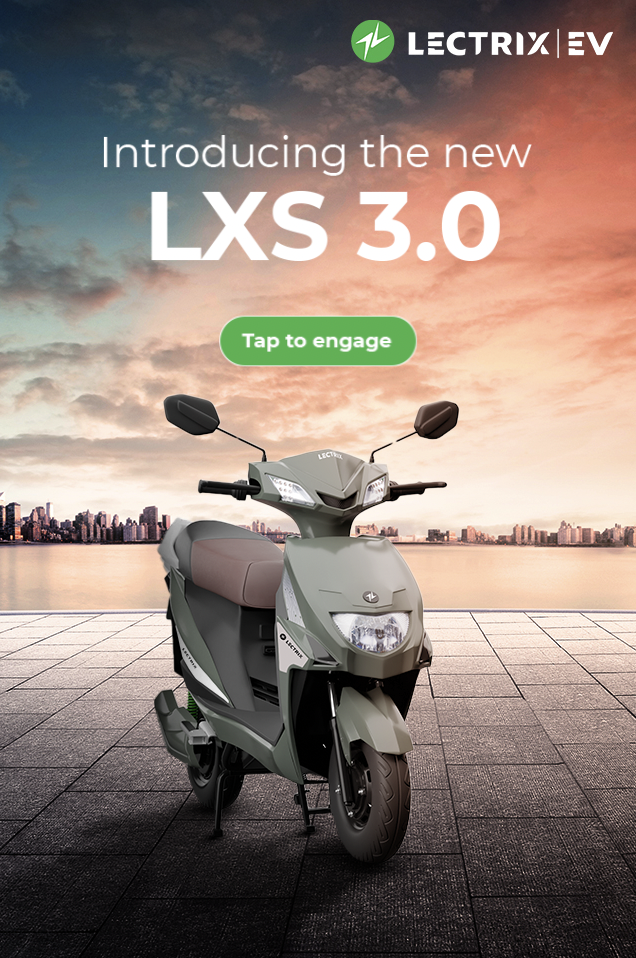 LECTRIX | EV
Introducing the new
LXS 3.0
Tap to engage
LECTRIX
LECTRIX
LECTRIX